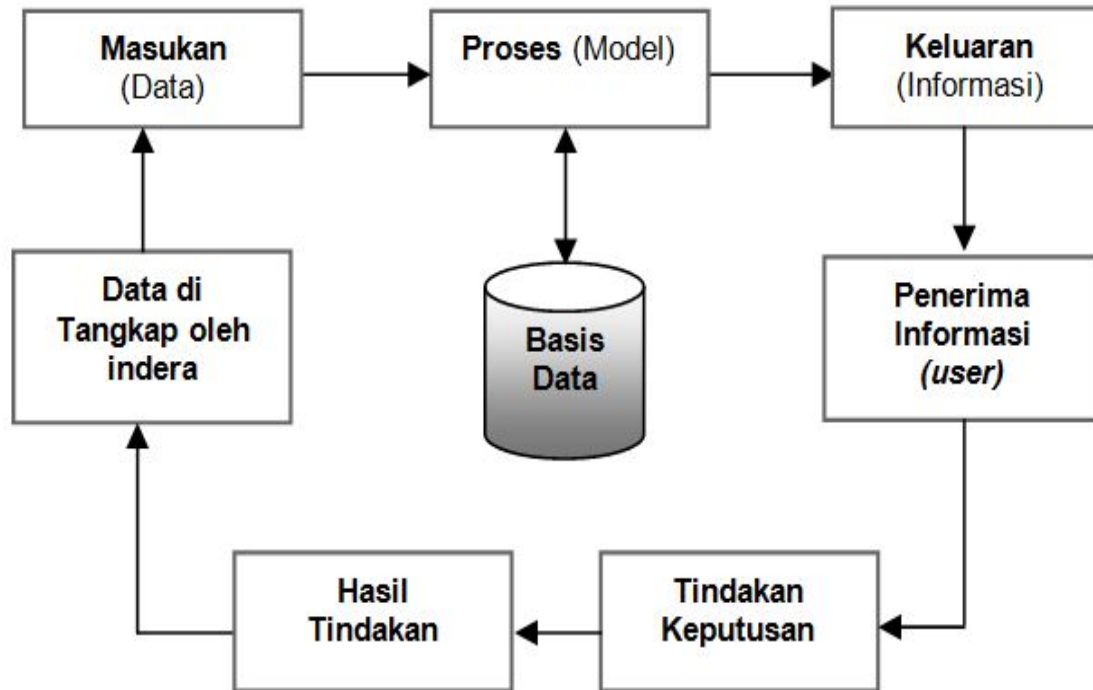 Masukan
(Data)
Proses (Model)
Keluaran
(Informasi)
Data di
Tangkap oleh
indera
Basis
Data
Penerima
Informasi
(user)
Hasil
Tindakan
Tindakan
Keputusan